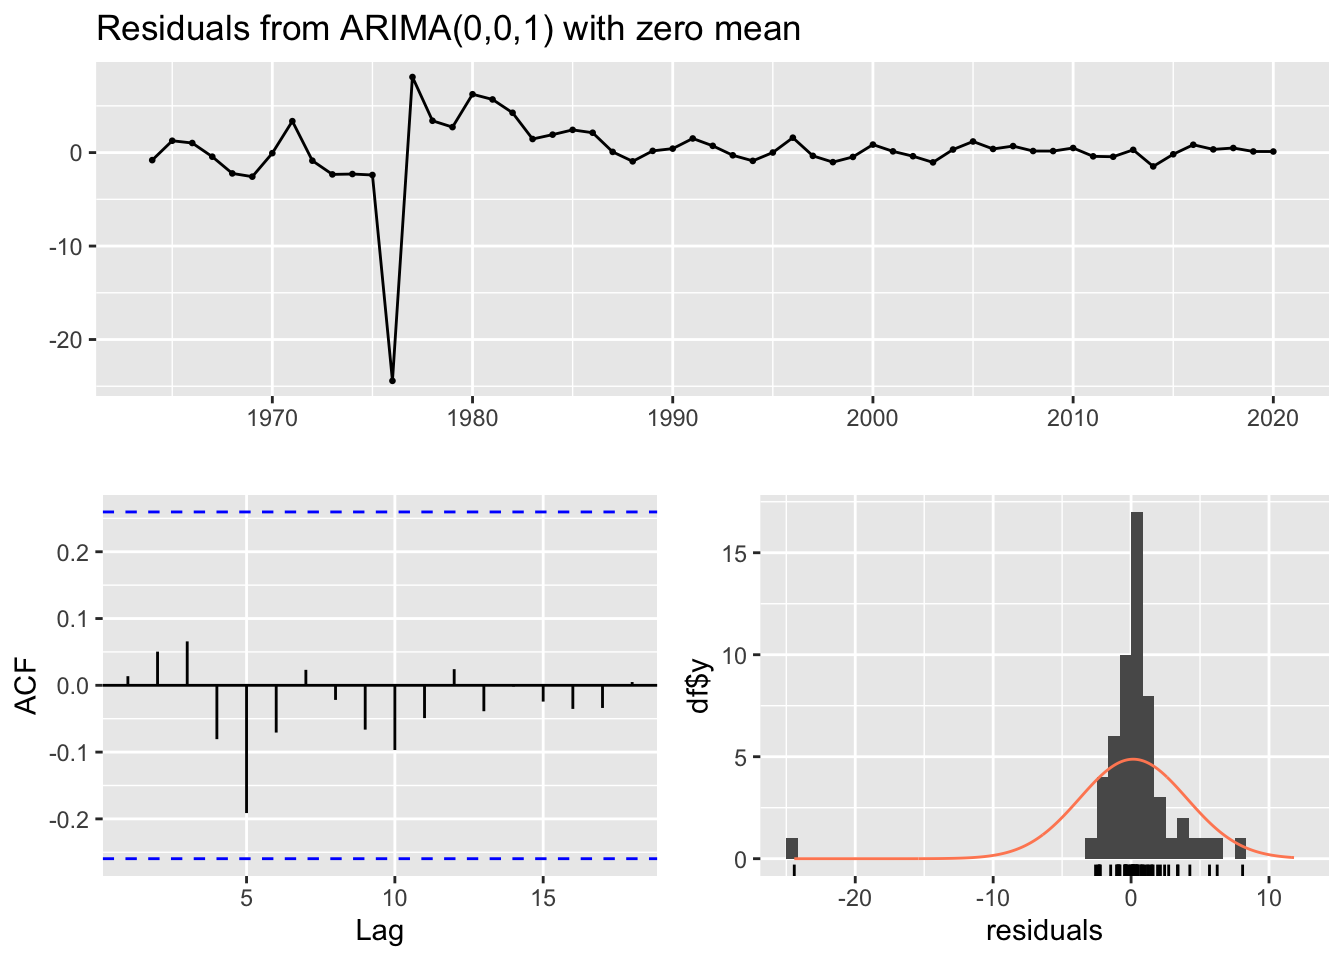 Residuals from ARIMA(0,0,1) with zero mean
0
-10
-20
1970 1980 1990 2000 2010 2020
ACF
0.2
0.1
0.0
-0.1
-0.2
5 10 15
Lag
df$y
15
10
5
0
-20 -10 0 10
residuals